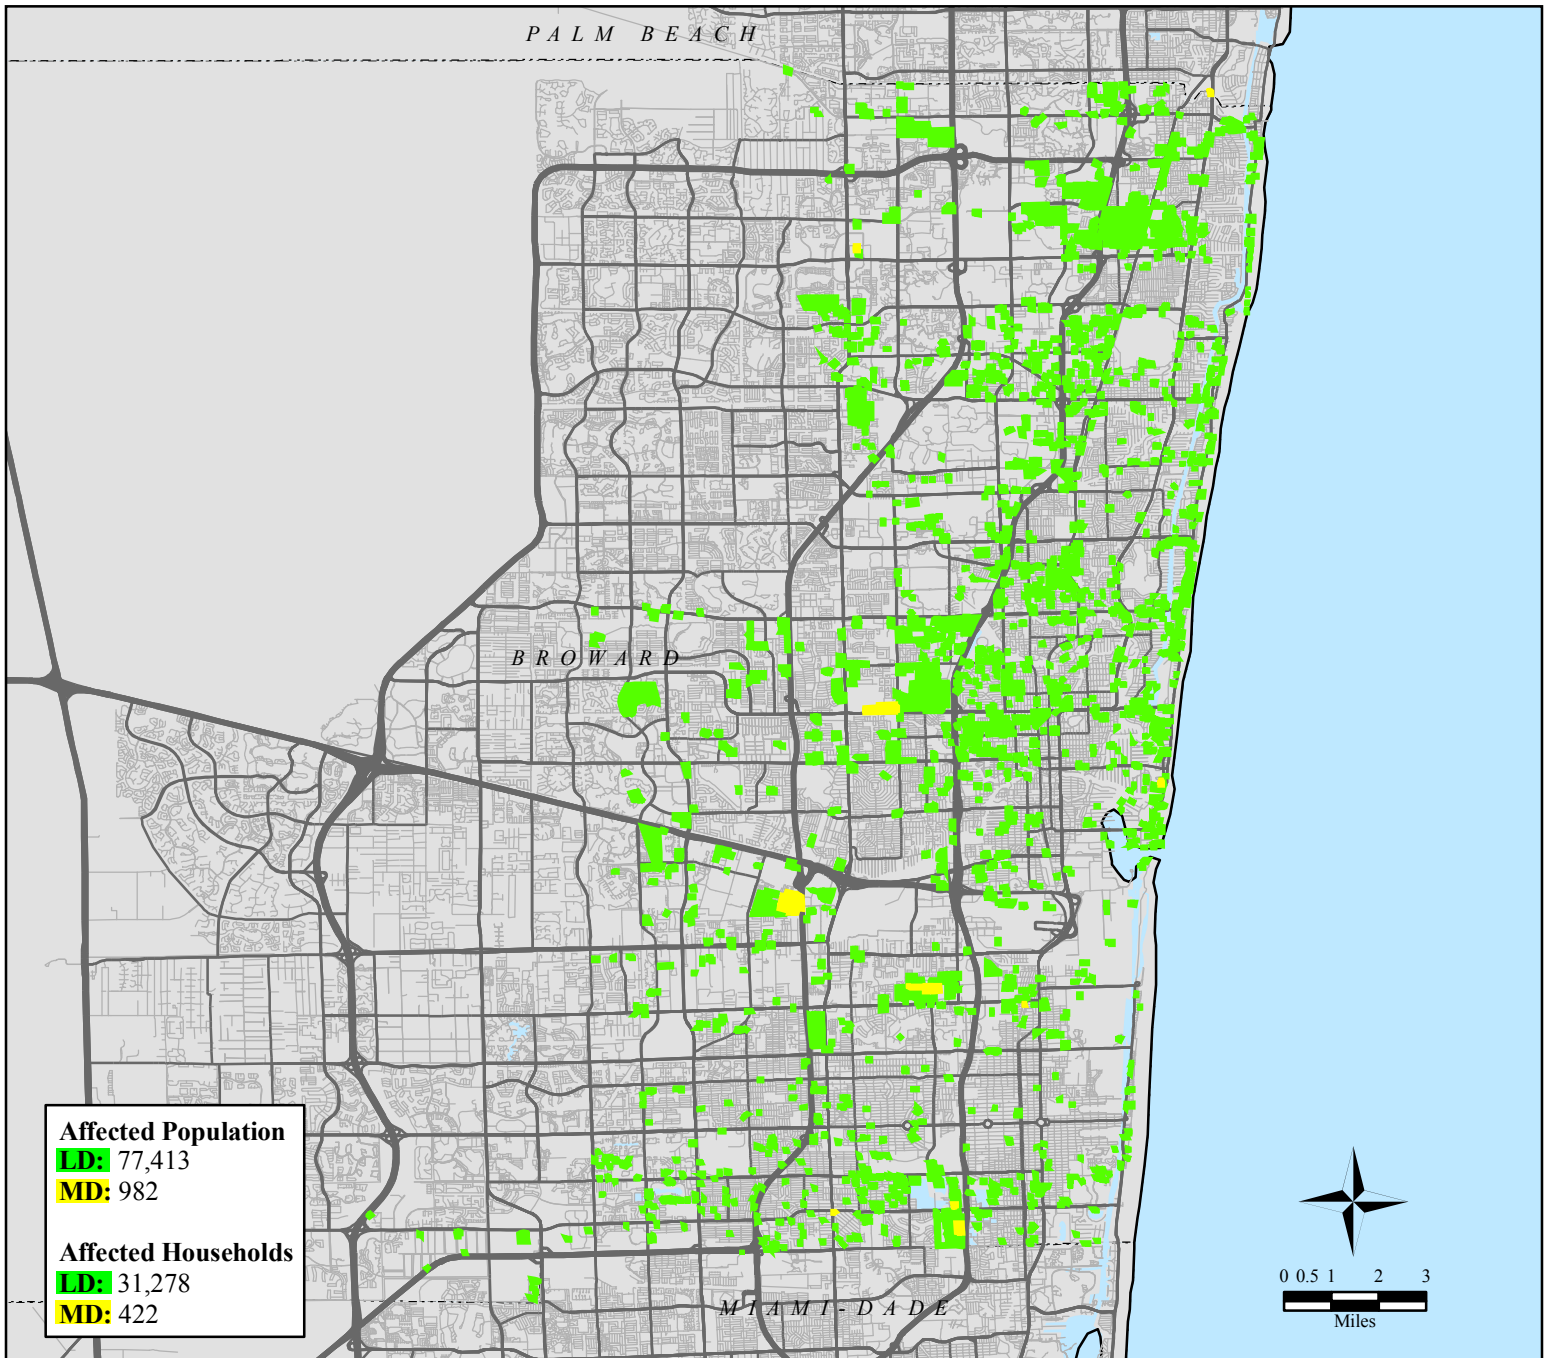 PALM BEACH
BROWARD
Affected Population
LD: 77,413
MD: 982
Affected Households
LD: 31,278
MD: 422
MIAMI-DADE
0 0.5 1 2 3
Miles